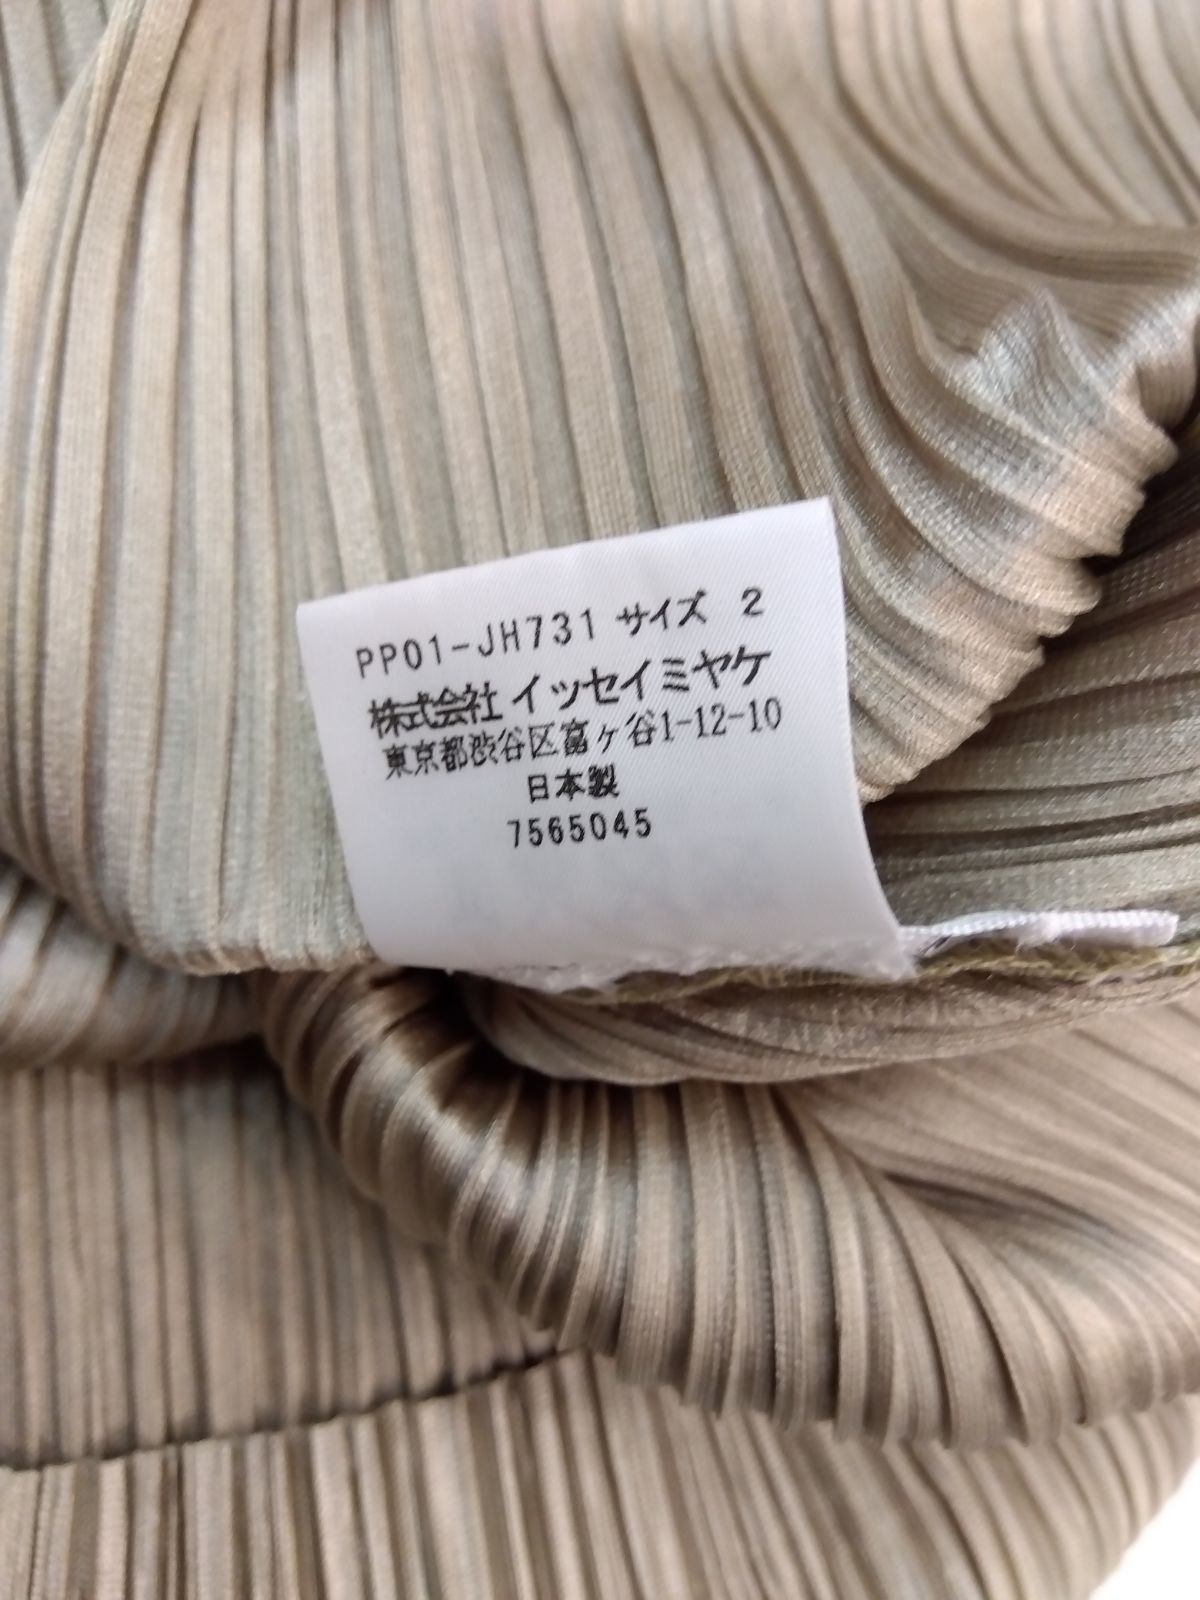 PP01-JH731 サイズ 2
株式会社 イッセイミヤケ
東京都渋谷区富ヶ谷1-12-10
日本製
7565045